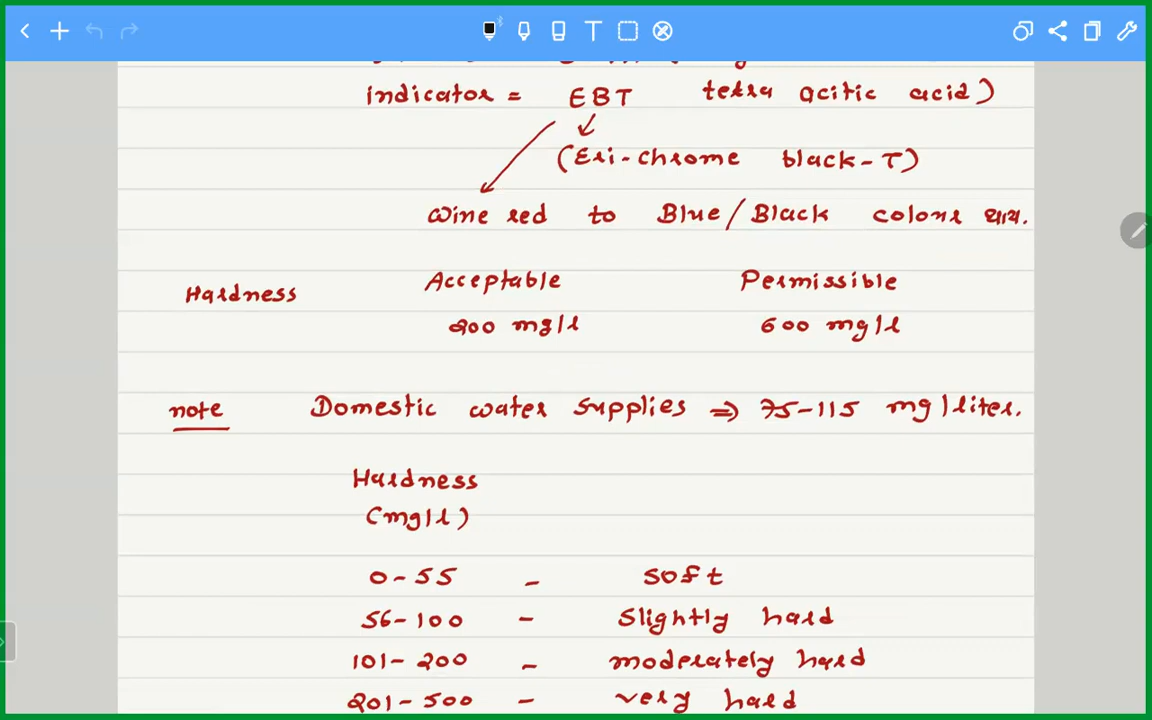 indicator = EBT tetra acitic acid)
(Eri-chrome black-T)
wine red to Blue/Black colone થાય.
Hardness Acceptable Permissible
200 mg/l 600 mg/l
note Domestic water supplies ⇒ 75-115 mg/liter.
Hardness
(mg/l)
0-55 - soft
56-100 - Slightly hard
101-200 - moderately hard
201-500 - very hard